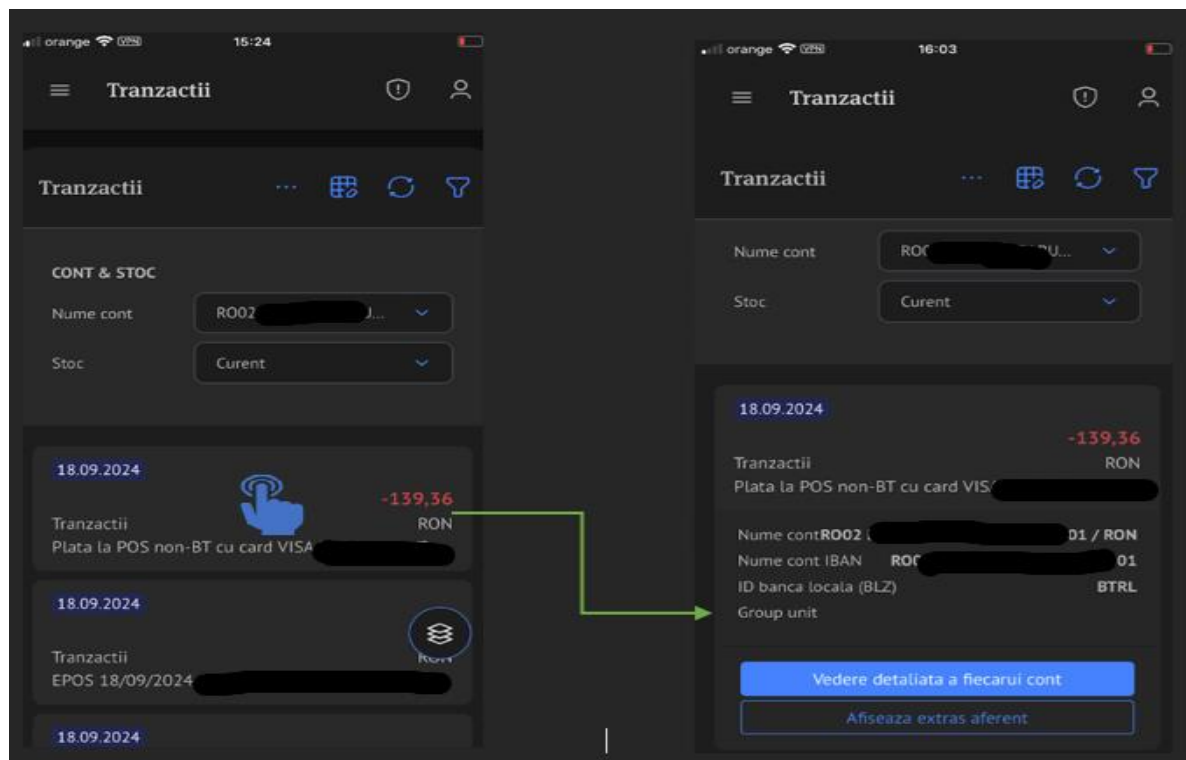 orange VPN 15:24
Tranzactii
Tranzactii
CONT & STOC
Nume cont RO02 J...
Stoc Curent
18.09.2024
-139,36
Tranzactii RON
Plata la POS non-BT cu card VISA
18.09.2024
Tranzactii RON
EPOS 18/09/2024
18.09.2024
orange VPN 16:03
Tranzactii
Tranzactii
Nume cont U...
Stoc Curent
18.09.2024
-139,36
Tranzactii RON
Plata la POS non-BT cu card
Nume cont RO02 01 / RON
Nume cont IBAN 01
ID banca locala (BLZ) BTRL
Group unit
Vedere detaliata a fiecarui cont
Afiseaza extras aferent